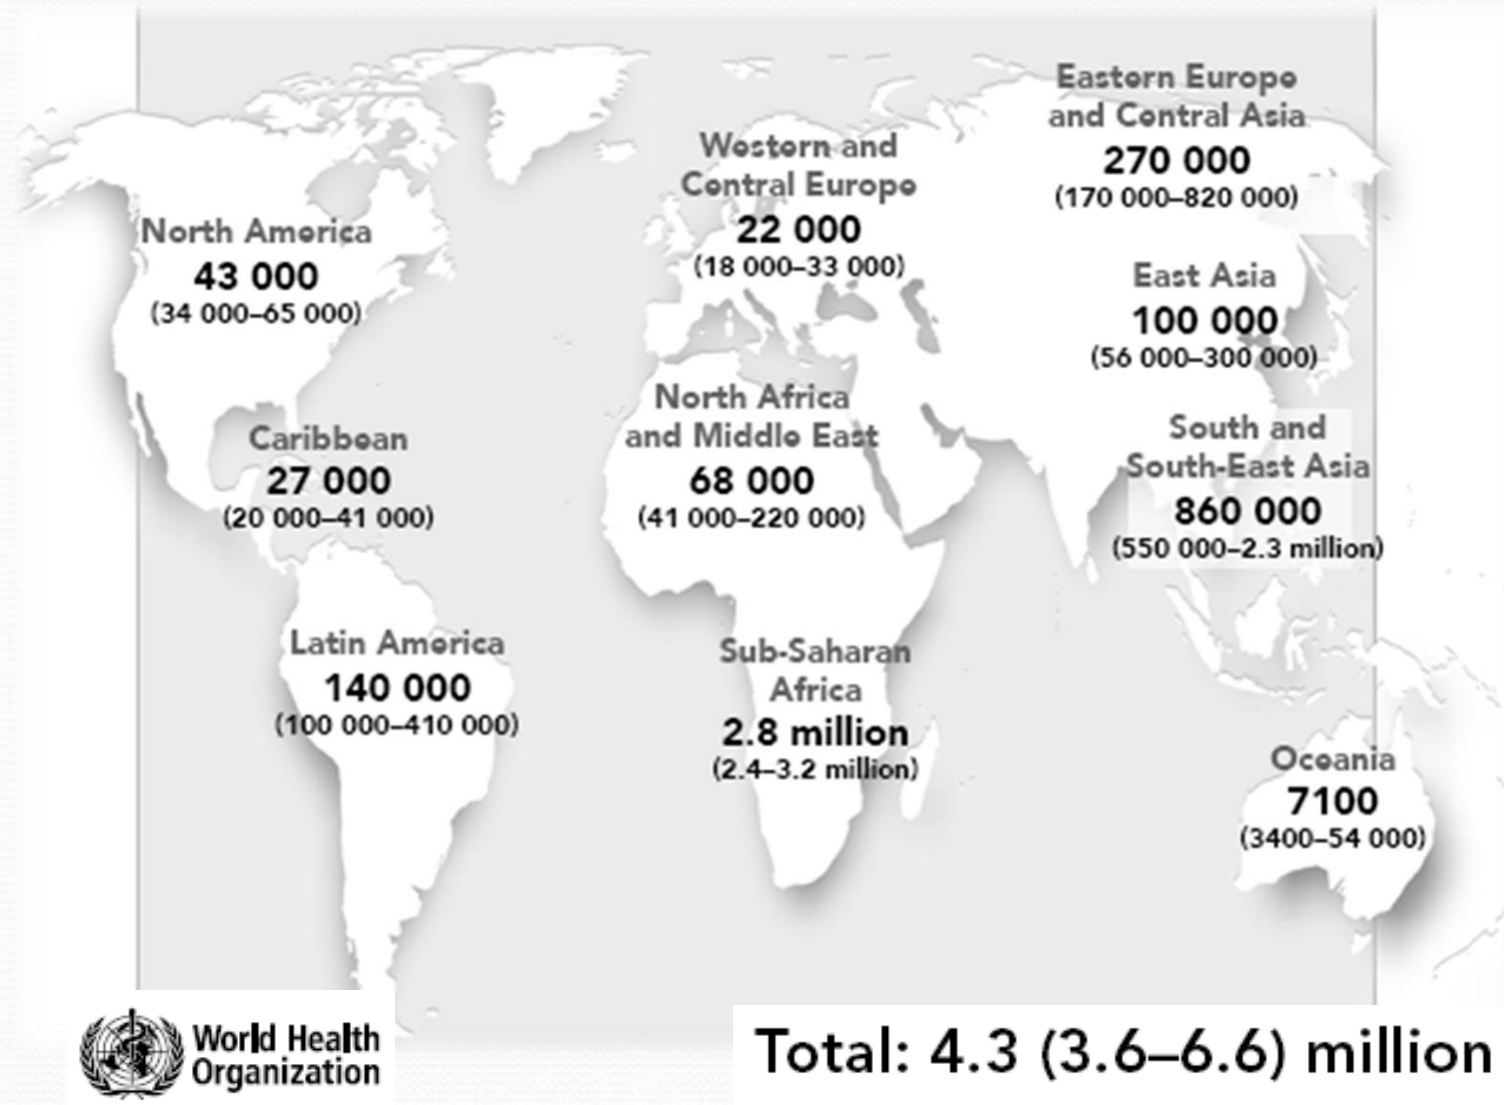 Eastern Europe
and Central Asia
270 000
(170 000–820 000)
Western and
Central Europe
22 000
(18 000–33 000)
North America
43 000
(34 000–65 000)
East Asia
100 000
(56 000–300 000)
North Africa
and Middle East
68 000
(41 000–220 000)
Caribbean
27 000
(20 000–41 000)
South and
South-East Asia
860 000
(550 000–2.3 million)
Latin America
140 000
(100 000–410 000)
Sub-Saharan
Africa
2.8 million
(2.4–3.2 million)
Oceania
7100
(3400–54 000)
World Health
Organization
Total: 4.3 (3.6–6.6) million